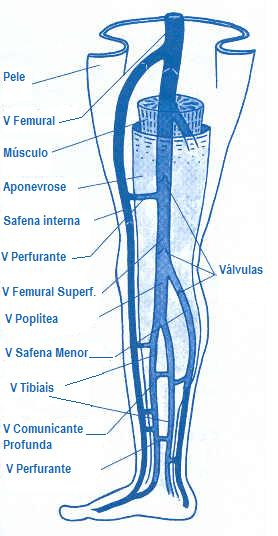 Pele
V Femural
Músculo
Aponevrose
Safena interna
V Perfurante
Válvulas
V Femural Superf.
V Poplitea
V Safena Menor
V Tibiais
V Comunicante
Profunda
V Perfurante